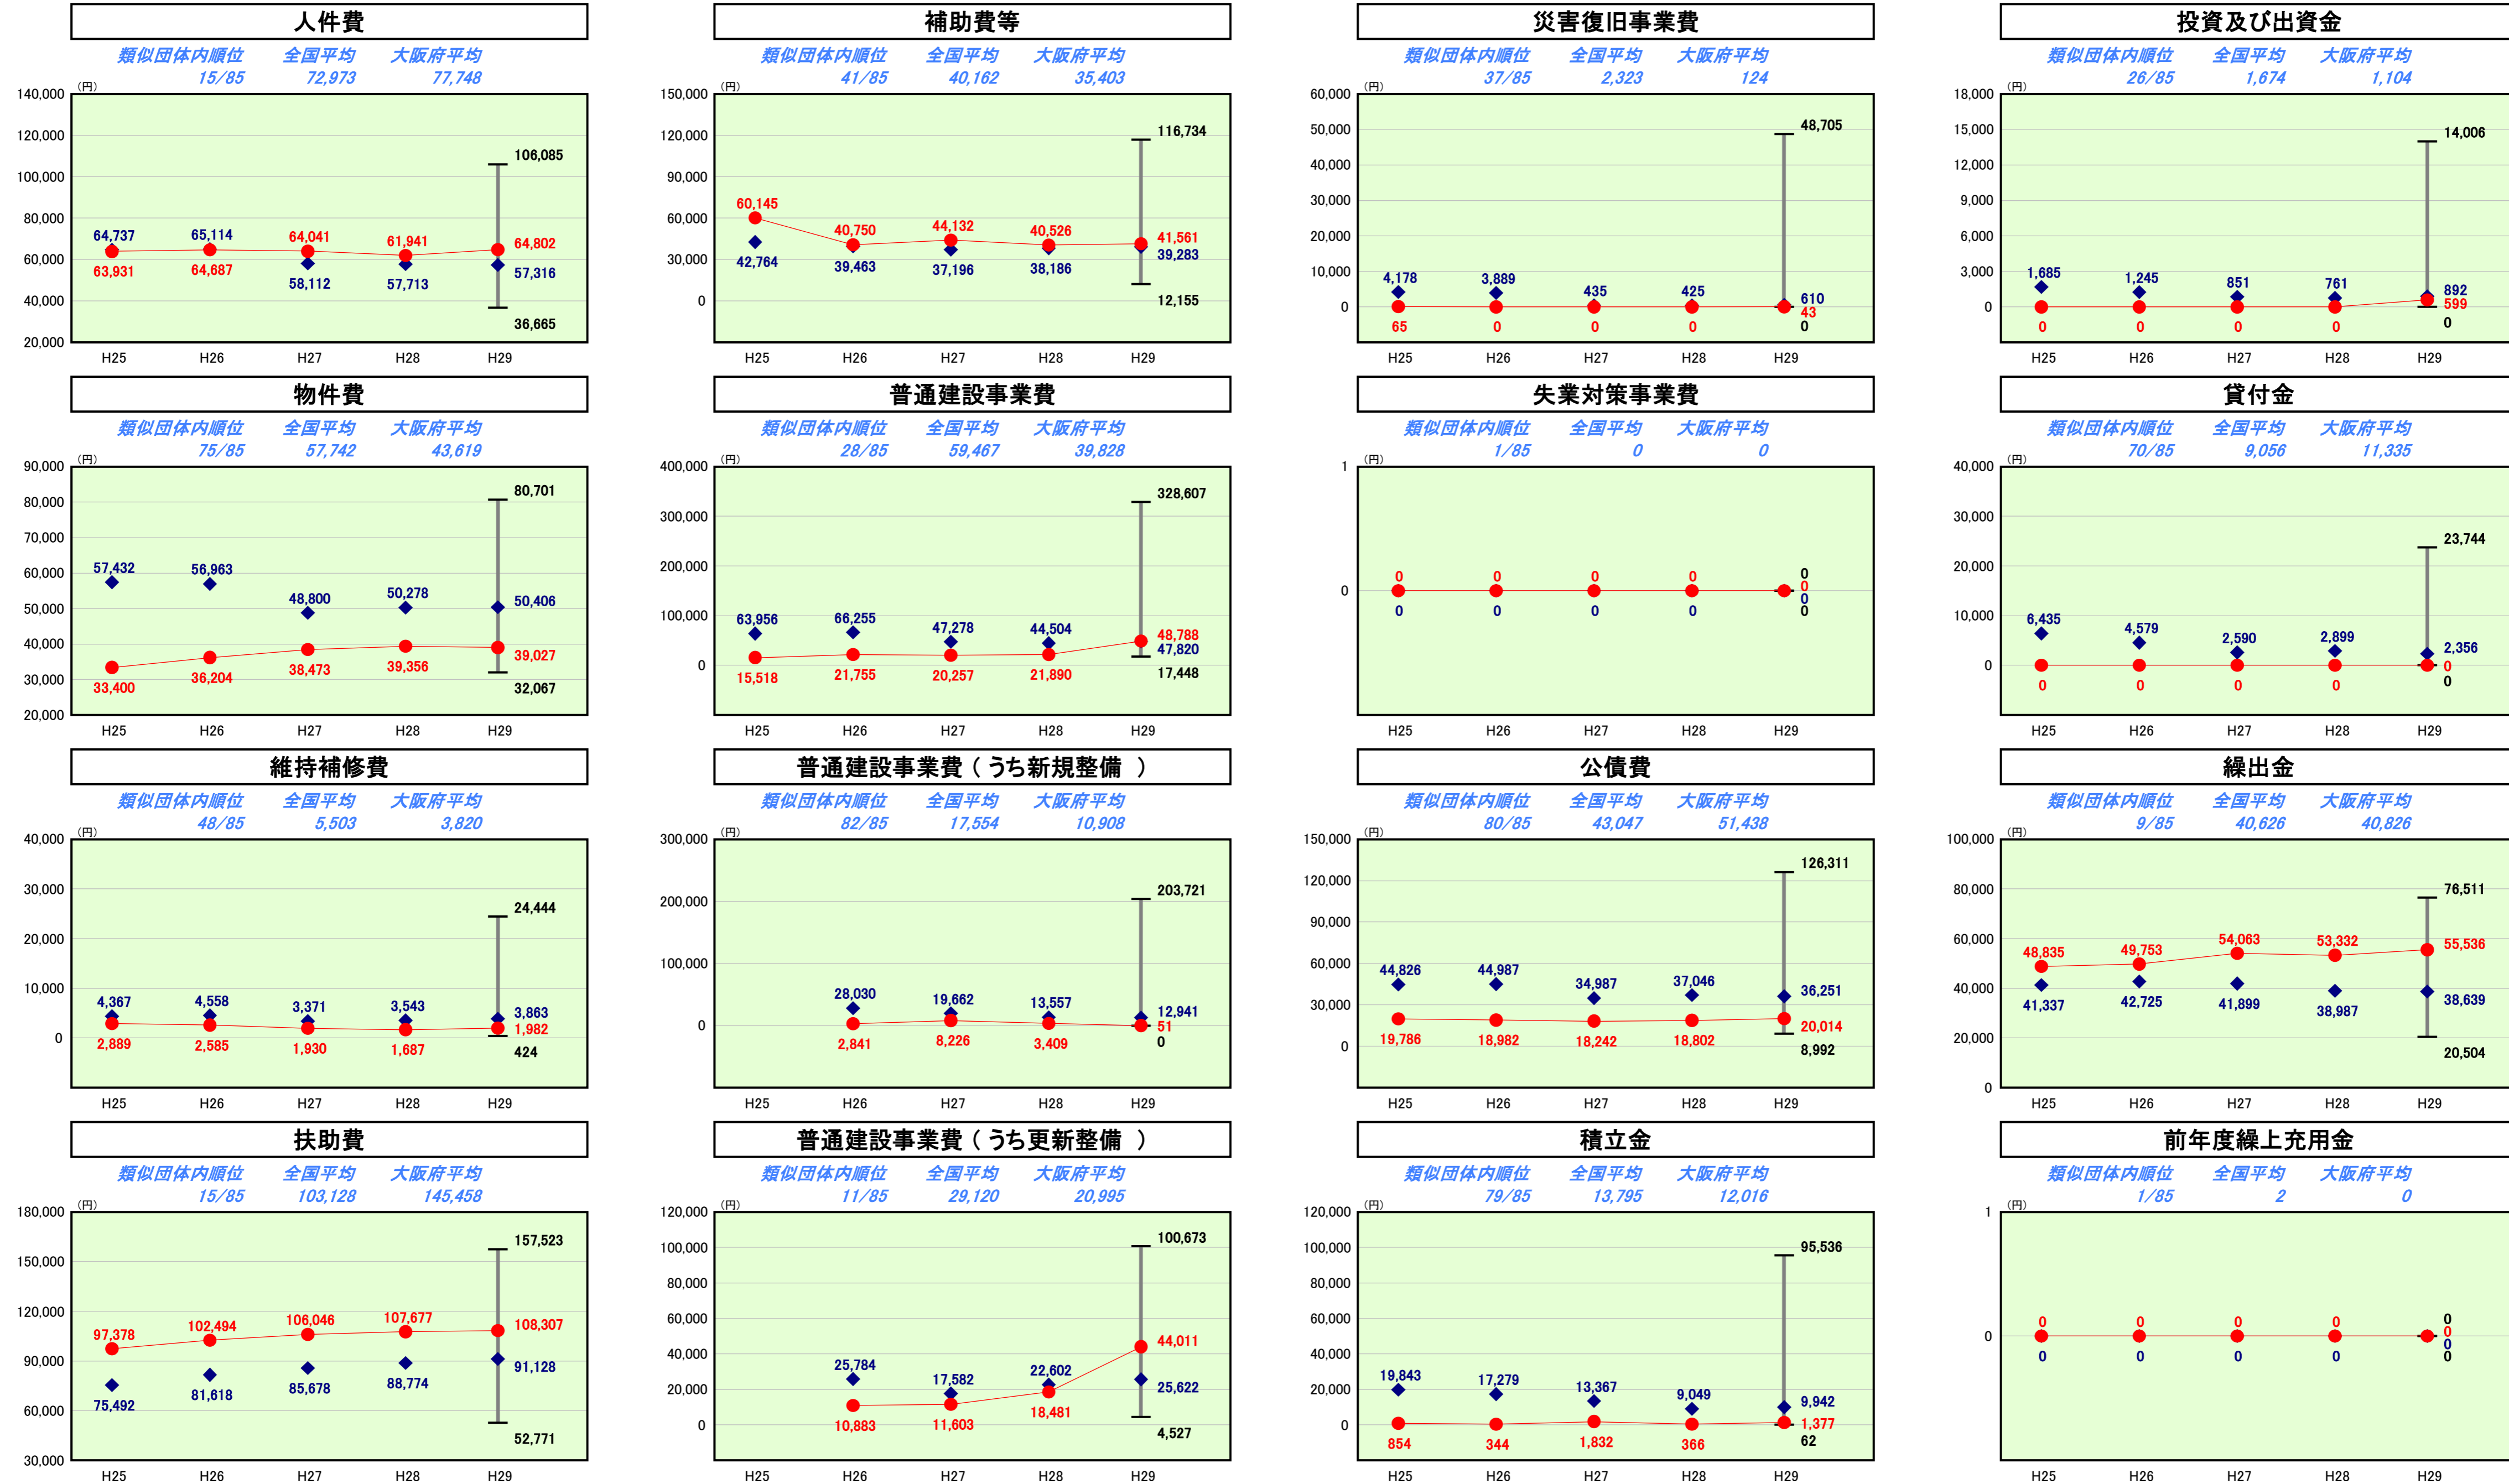 人件費
類似団体内順位 全国平均 大阪府平均
15/85 72,973 77,748
(円)
140,000
120,000
100,000
80,000
60,000
40,000
20,000
64,737 65,114 64,041 61,941 64,802
63,931 64,687 58,112 57,713 57,316
106,085
36,665
H25 H26 H27 H28 H29
補助費等
類似団体内順位 全国平均 大阪府平均
41/85 40,162 35,403
(円)
150,000
120,000
90,000
60,000
30,000
0
60,145 40,750 44,132 40,526 41,561
42,764 39,463 37,196 38,186 39,283
116,734
12,155
H25 H26 H27 H28 H29
災害復旧事業費
類似団体内順位 全国平均 大阪府平均
37/85 2,323 124
(円)
60,000
50,000
40,000
30,000
20,000
10,000
0
4,178 3,889 435 425 610
65 0 0 0 43
48,705
0
H25 H26 H27 H28 H29
投資及び出資金
類似団体内順位 全国平均 大阪府平均
26/85 1,674 1,104
(円)
18,000
15,000
12,000
9,000
6,000
3,000
0
1,685 1,245 851 761 892
0 0 0 0 599
14,006
0
H25 H26 H27 H28 H29
物件費
類似団体内順位 全国平均 大阪府平均
75/85 57,742 43,619
(円)
90,000
80,000
70,000
60,000
50,000
40,000
30,000
20,000
57,432 56,963 48,800 50,278 50,406
33,400 36,204 38,473 39,356 39,027
80,701
32,067
H25 H26 H27 H28 H29
普通建設事業費
類似団体内順位 全国平均 大阪府平均
28/85 59,467 39,828
(円)
400,000
300,000
200,000
100,000
0
63,956 66,255 47,278 44,504 48,788
15,518 21,755 20,257 21,890 47,820
328,607
17,448
H25 H26 H27 H28 H29
失業対策事業費
類似団体内順位 全国平均 大阪府平均
1/85 0 0
(円)
1
0
0 0 0 0 0
0 0 0 0 0
0
0
H25 H26 H27 H28 H29
貸付金
類似団体内順位 全国平均 大阪府平均
70/85 9,056 11,335
(円)
40,000
30,000
20,000
10,000
0
6,435 4,579 2,590 2,899 2,356
0 0 0 0 0
23,744
0
H25 H26 H27 H28 H29
維持補修費
類似団体内順位 全国平均 大阪府平均
48/85 5,503 3,820
(円)
40,000
30,000
20,000
10,000
0
4,367 4,558 3,371 3,543 3,863
2,889 2,585 1,930 1,687 1,982
24,444
424
H25 H26 H27 H28 H29
普通建設事業費（うち新規整備 ）
類似団体内順位 全国平均 大阪府平均
82/85 17,554 10,908
(円)
300,000
200,000
100,000
0
28,030 19,662 13,557 12,941
2,841 8,226 3,409 51
203,721
0
H25 H26 H27 H28 H29
公債費
類似団体内順位 全国平均 大阪府平均
80/85 43,047 51,438
(円)
150,000
120,000
90,000
60,000
30,000
0
44,826 44,987 34,987 37,046 36,251
19,786 18,982 18,242 18,802 20,014
126,311
8,992
H25 H26 H27 H28 H29
繰出金
類似団体内順位 全国平均 大阪府平均
9/85 40,626 40,826
(円)
100,000
80,000
60,000
40,000
20,000
0
48,835 49,753 54,063 53,332 55,536
41,337 42,725 41,899 38,987 38,639
76,511
20,504
H25 H26 H27 H28 H29
扶助費
類似団体内順位 全国平均 大阪府平均
15/85 103,128 145,458
(円)
180,000
150,000
120,000
90,000
60,000
30,000
97,378 102,494 106,046 107,677 108,307
75,492 81,618 85,678 88,774 91,128
157,523
52,771
H25 H26 H27 H28 H29
普通建設事業費（うち更新整備 ）
類似団体内順位 全国平均 大阪府平均
11/85 29,120 20,995
(円)
120,000
100,000
80,000
60,000
40,000
20,000
0
25,784 17,582 22,602 44,011
10,883 11,603 18,481 25,622
100,673
4,527
H25 H26 H27 H28 H29
積立金
類似団体内順位 全国平均 大阪府平均
79/85 13,795 12,016
(円)
120,000
100,000
80,000
60,000
40,000
20,000
0
19,843 17,279 13,367 9,049 9,942
854 344 1,832 366 1,377
95,536
62
H25 H26 H27 H28 H29
前年度繰上充用金
類似団体内順位 全国平均 大阪府平均
1/85 2 0
(円)
1
0
0 0 0 0 0
0 0 0 0 0
0
0
H25 H26 H27 H28 H29